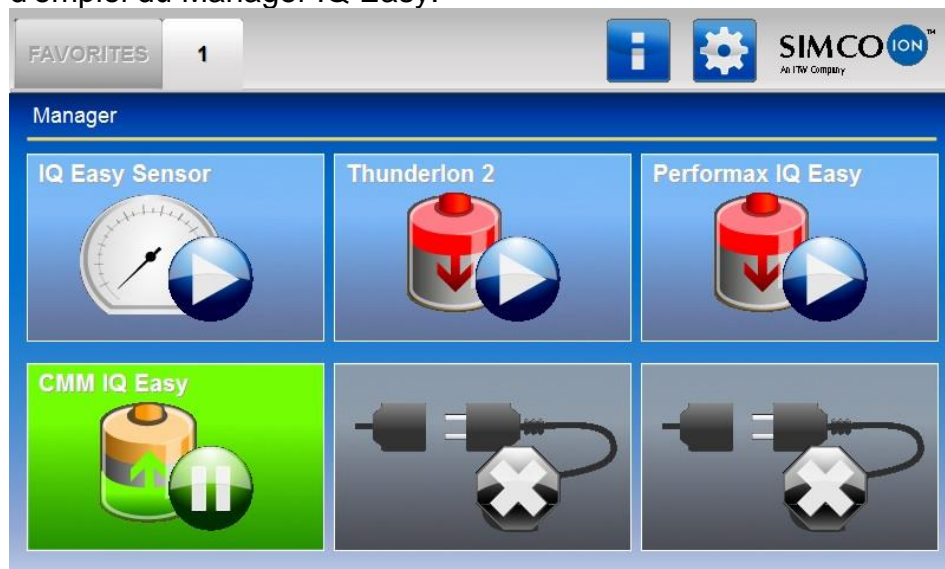 d'emploi du Manager IQ Easy.
FAVORITES 1
SIMCO ION™
An ITW Company
Manager
IQ Easy Sensor ThunderIon 2 Performax IQ Easy
CMM IQ Easy